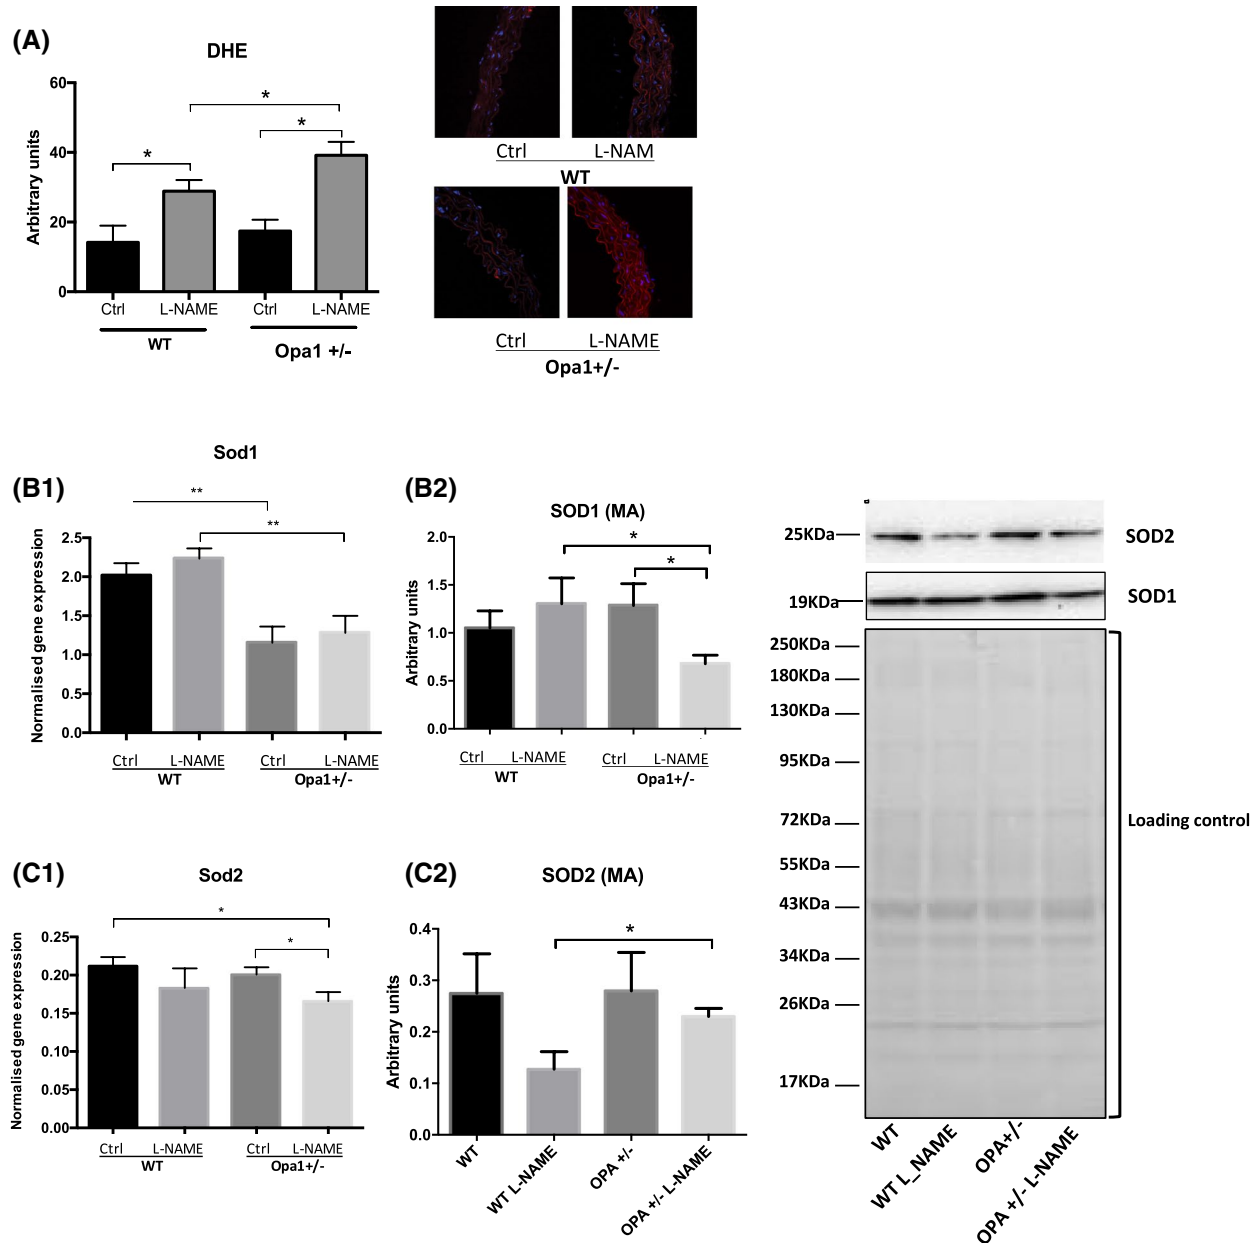 (A)
DHE
60
40
20
0
Arbitrary units
*
*
*
Ctrl L-NAME Ctrl L-NAME
WT Opa1 +/-
Ctrl L-NAM
WT
Ctrl L-NAME
Opa1+/-
(B1)
Sod1
**
**
2.5
2.0
1.5
1.0
0.5
0.0
Normalised gene expression
Ctrl L-NAME Ctrl L-NAME
WT Opa1+/-
(B2)
SOD1 (MA)
*
*
2.0
1.5
1.0
0.5
0.0
Arbitrary units
Ctrl L-NAME Ctrl L-NAME
WT Opa1+/-
(C1)
Sod2
*
*
0.25
0.20
0.15
0.10
0.05
0.00
Normalised gene expression
Ctrl L-NAME Ctrl L-NAME
WT Opa1+/-
(C2)
SOD2 (MA)
*
0.4
0.3
0.2
0.1
0.0
Arbitrary units
WT
WT L-NAME
OPA +/-
OPA +/- L-NAME
25KDa SOD2
19KDa SOD1
250KDa
180KDa
130KDa
95KDa
72KDa
Loading control
55KDa
43KDa
34KDa
26KDa
17KDa
WT
WT L_NAME
OPA+/-
OPA +/- L-NAME